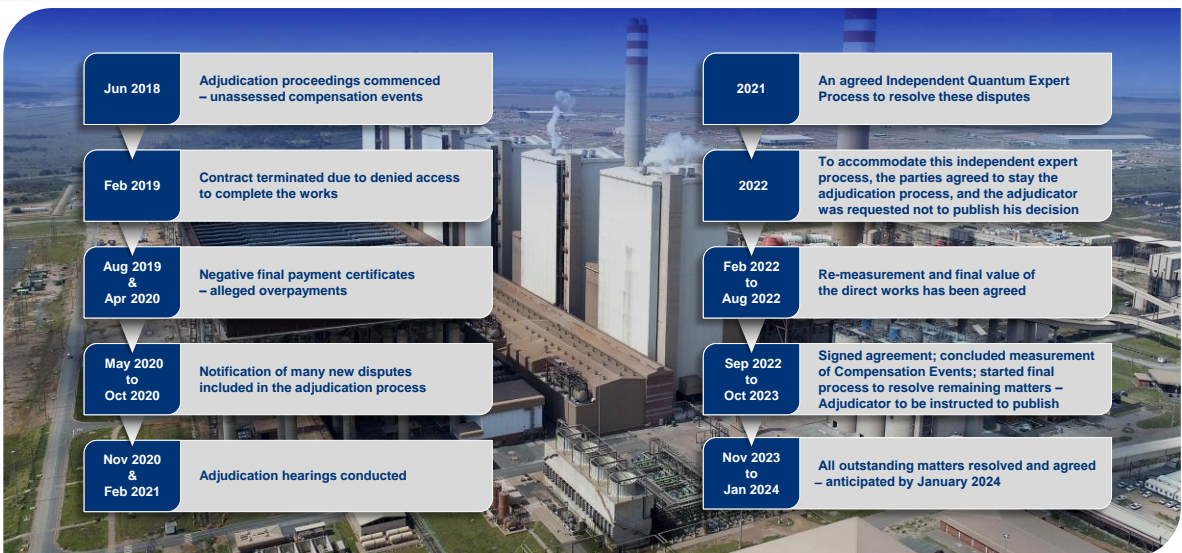 Jun 2018
Adjudication proceedings commenced
– unassessed compensation events
Feb 2019
Contract terminated due to denied access
to complete the works
Aug 2019
&
Apr 2020
Negative final payment certificates
– alleged overpayments
May 2020
to
Oct 2020
Notification of many new disputes
included in the adjudication process
Nov 2020
&
Feb 2021
Adjudication hearings conducted
2021
An agreed Independent Quantum Expert
Process to resolve these disputes
2022
To accommodate this independent expert
process, the parties agreed to stay the
adjudication process, and the adjudicator
was requested not to publish his decision
Feb 2022
to
Aug 2022
Re-measurement and final value of
the direct works has been agreed
Sep 2022
to
Oct 2023
Signed agreement; concluded measurement
of Compensation Events; started final
process to resolve remaining matters –
Adjudicator to be instructed to publish
Nov 2023
to
Jan 2024
All outstanding matters resolved and agreed
– anticipated by January 2024